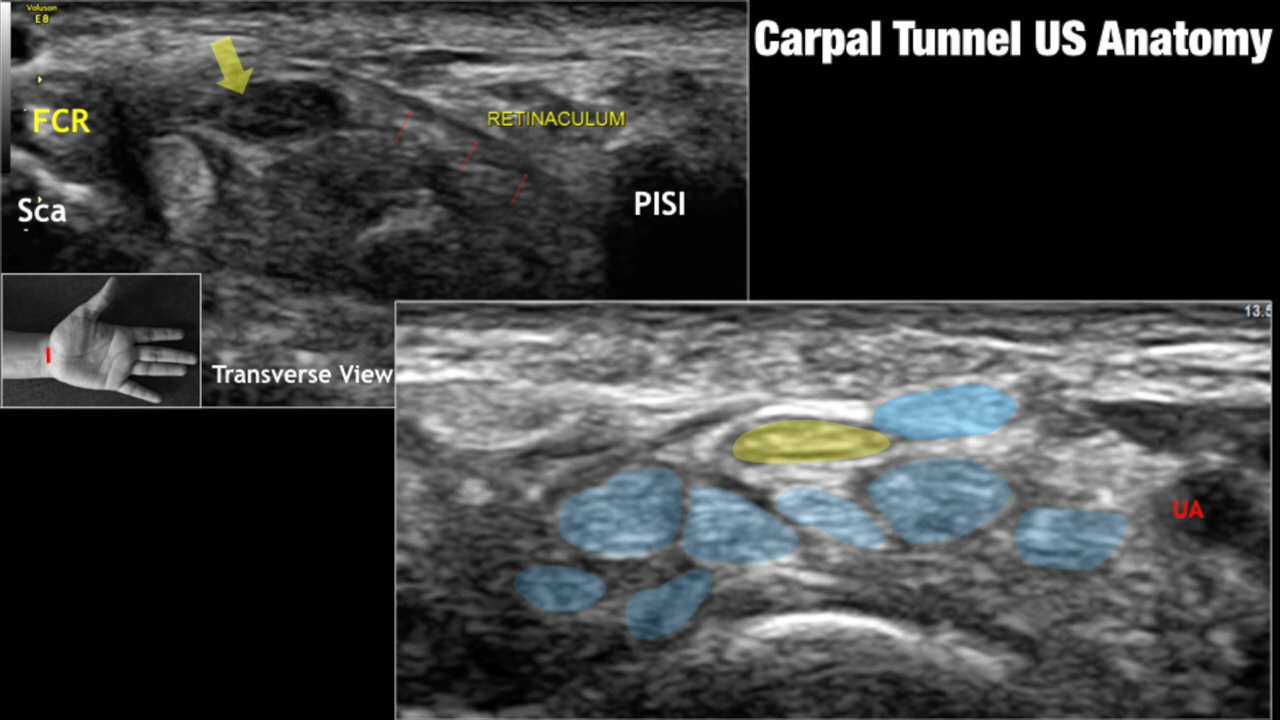 Voluson
E8
Carpal Tunnel US Anatomy
FCR
RETINACULUM
Sca
PISI
Transverse View
13.5
UA